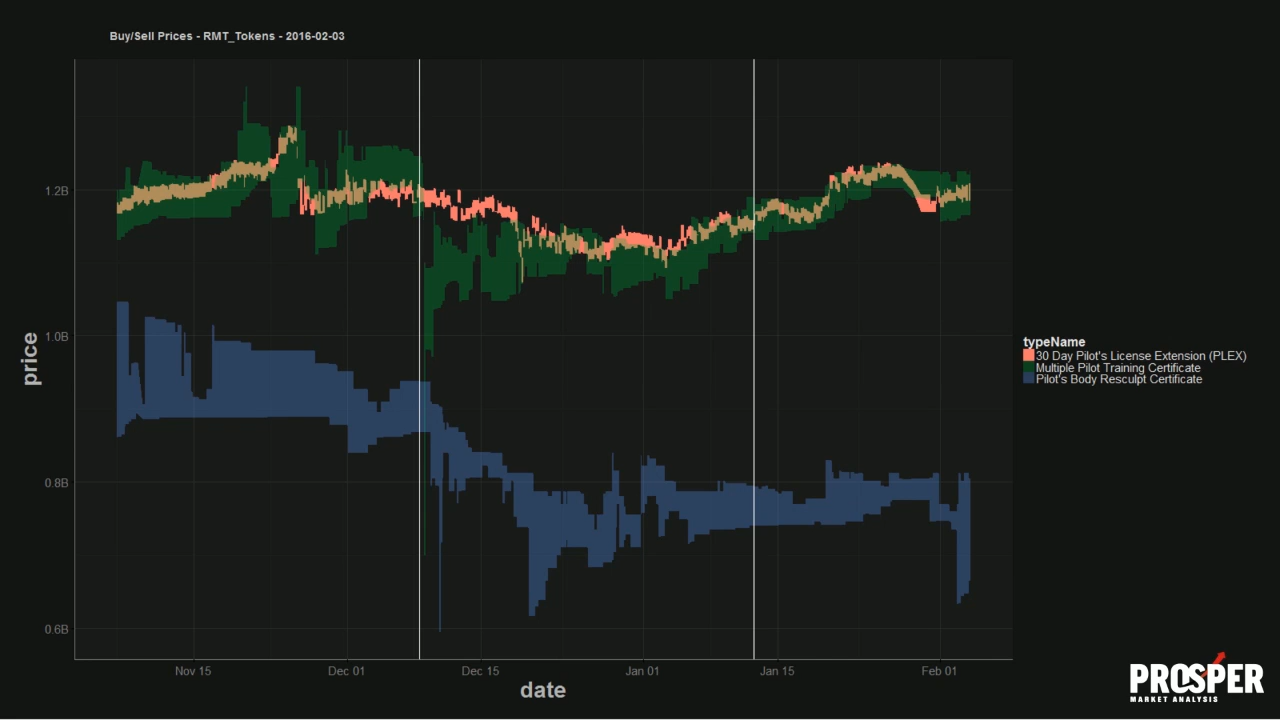 Buy/Sell Prices - RMT_Tokens - 2016-02-03
1.2B
1.0B
0.8B
0.6B
price
Nov 15
Dec 01
Dec 15
Jan 01
Jan 15
Feb 01
date
typeName
30 Day Pilot's License Extension (PLEX)
Multiple Pilot Training Certificate
Pilot's Body Resculpt Certificate
PROSPER
MARKET ANALYSIS